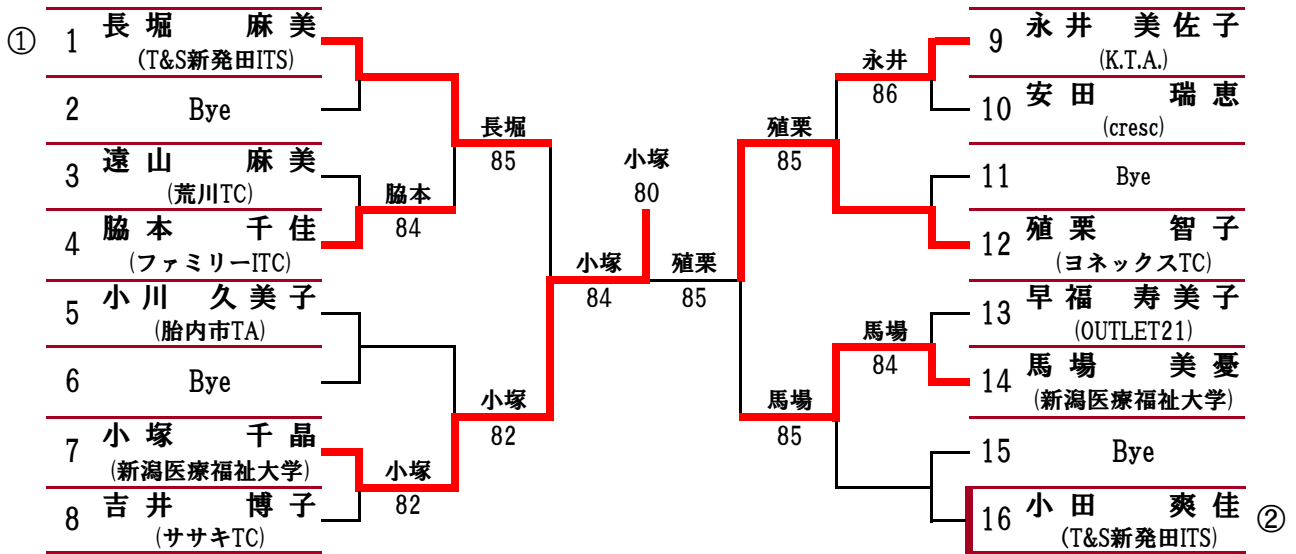 ① 1 長堀 麻美
(T&S新発田ITS)
2 Bye
3 遠山 麻美
(荒川TC)
4 脇本 千佳
(ファミリーITC)
5 小川 久美子
(胎内市TA)
6 Bye
7 小塚 千晶
(新潟医療福祉大学)
8 吉井 博子
(ササキTC)
脇本
84
小塚
82
長堀
85
小塚
82
小塚
84
小塚
80
殖栗
85
殖栗
85
馬場
85
永井
86
馬場
84
9 永井 美佐子
(K.T.A.)
10 安田 瑞恵
(cresc)
11 Bye
12 殖栗 智子
(ヨネックスTC)
13 早福 寿美子
(OUTLET21)
14 馬場 美憂
(新潟医療福祉大学)
15 Bye
16 小田 爽佳 ②
(T&S新発田ITS)